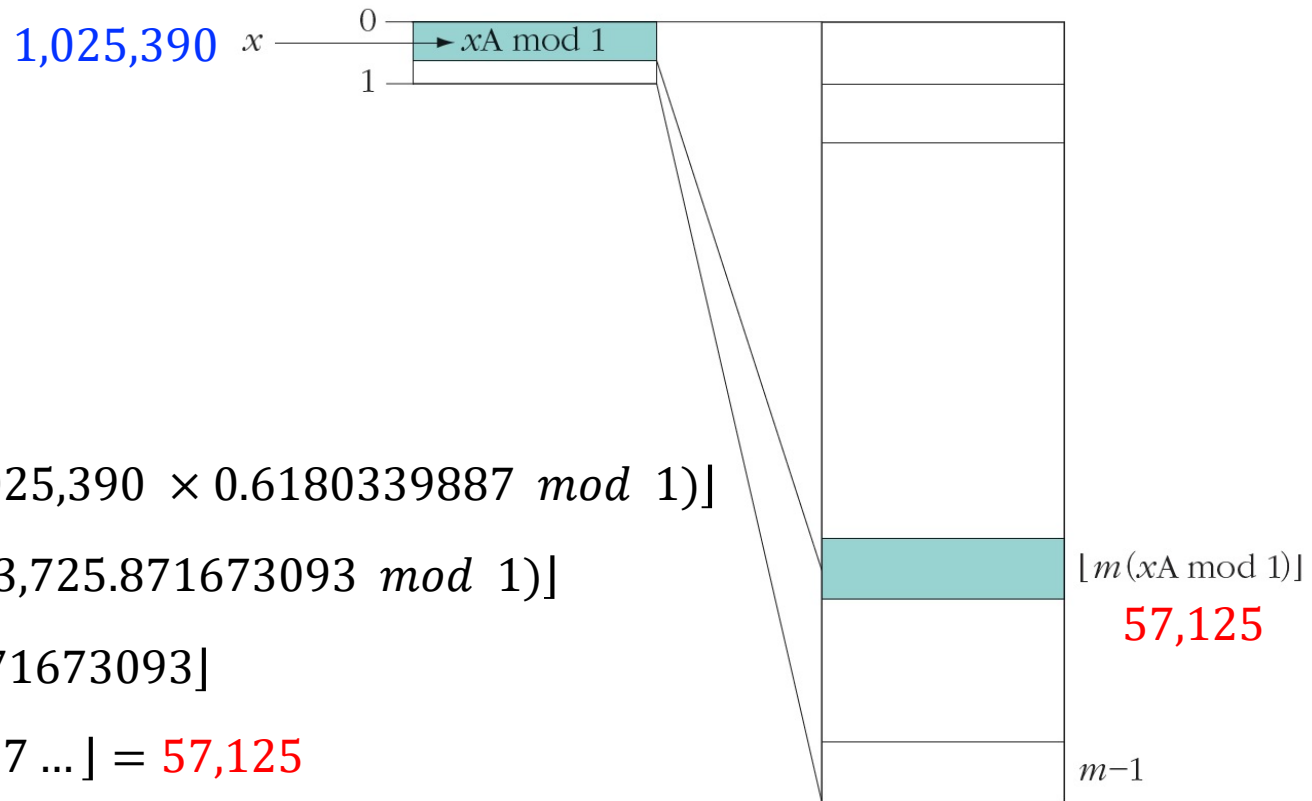 0
1,025,390 x xA mod 1
1
25,390 × 0.6180339887 mod 1)⌋
3,725.871673093 mod 1)⌋
⌊m(xA mod 1)⌋
57,125
71673093⌋
7 ...⌋ = 57,125
m−1